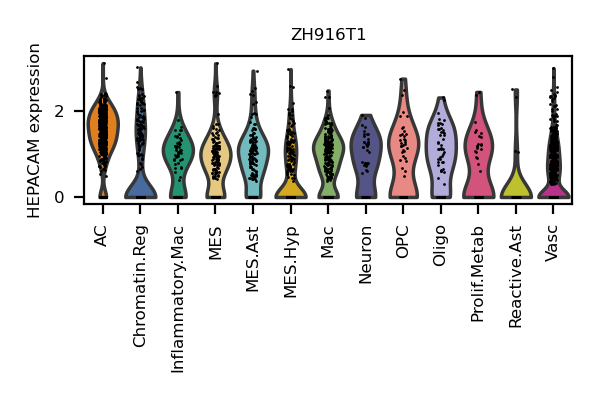 ZH916T1
HEPACAM expression
2
0
AC
Chromatin.Reg
Inflammatory.Mac
MES
MES.Ast
MES.Hyp
Mac
Neuron
OPC
Oligo
Prolif.Metab
Reactive.Ast
Vasc